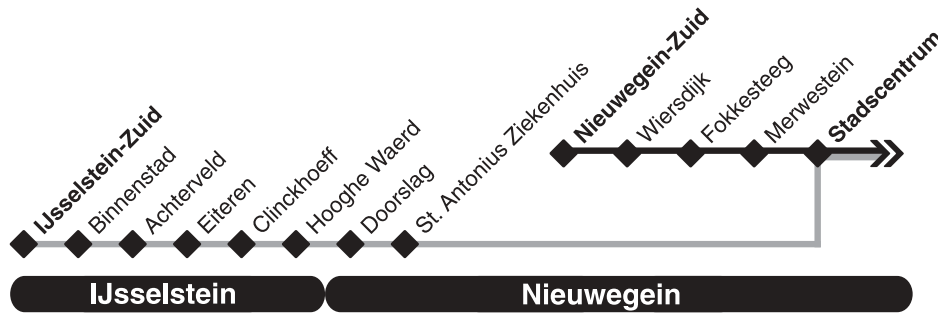 Nieuwegein-Zuid
Wiersdijk
Fokkesteeg
Merwestein
Stadscentrum
IJsselstein-Zuid
Binnenstad
Achterveld
Eiteren
Clinckhoeff
Hooghe Waerd
Doorslag
St. Antonius Ziekenhuis
IJsselstein
Nieuwegein